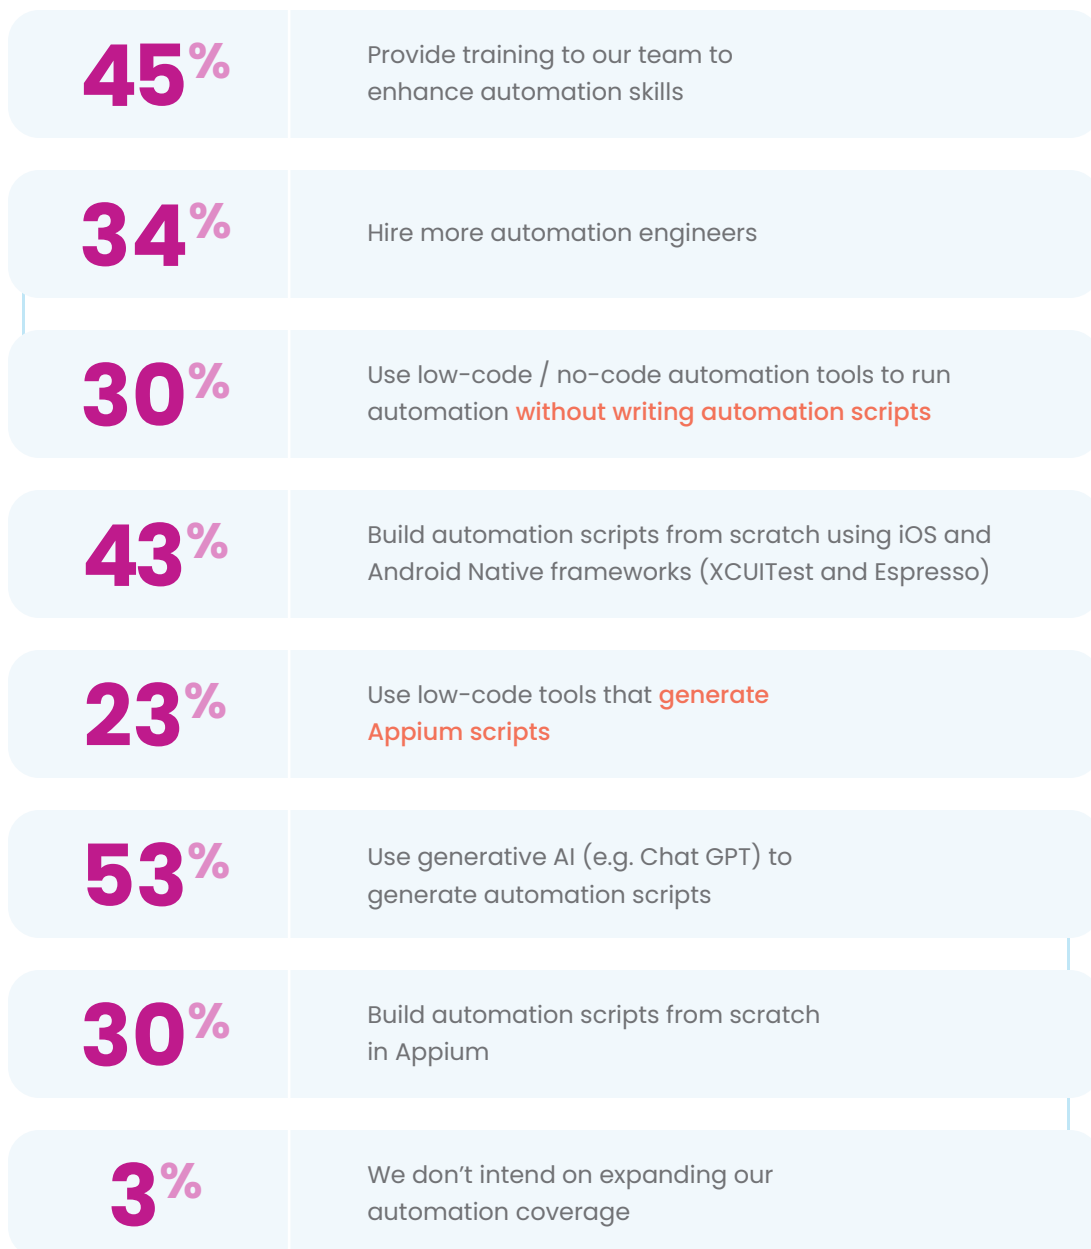 45%
Provide training to our team to
enhance automation skills
34%
Hire more automation engineers
30%
Use low-code / no-code automation tools to run
automation without writing automation scripts
43%
Build automation scripts from scratch using iOS and
Android Native frameworks (XCUITest and Espresso)
23%
Use low-code tools that generate
Appium scripts
53%
Use generative AI (e.g. Chat GPT) to
generate automation scripts
30%
Build automation scripts from scratch
in Appium
3%
We don’t intend on expanding our
automation coverage